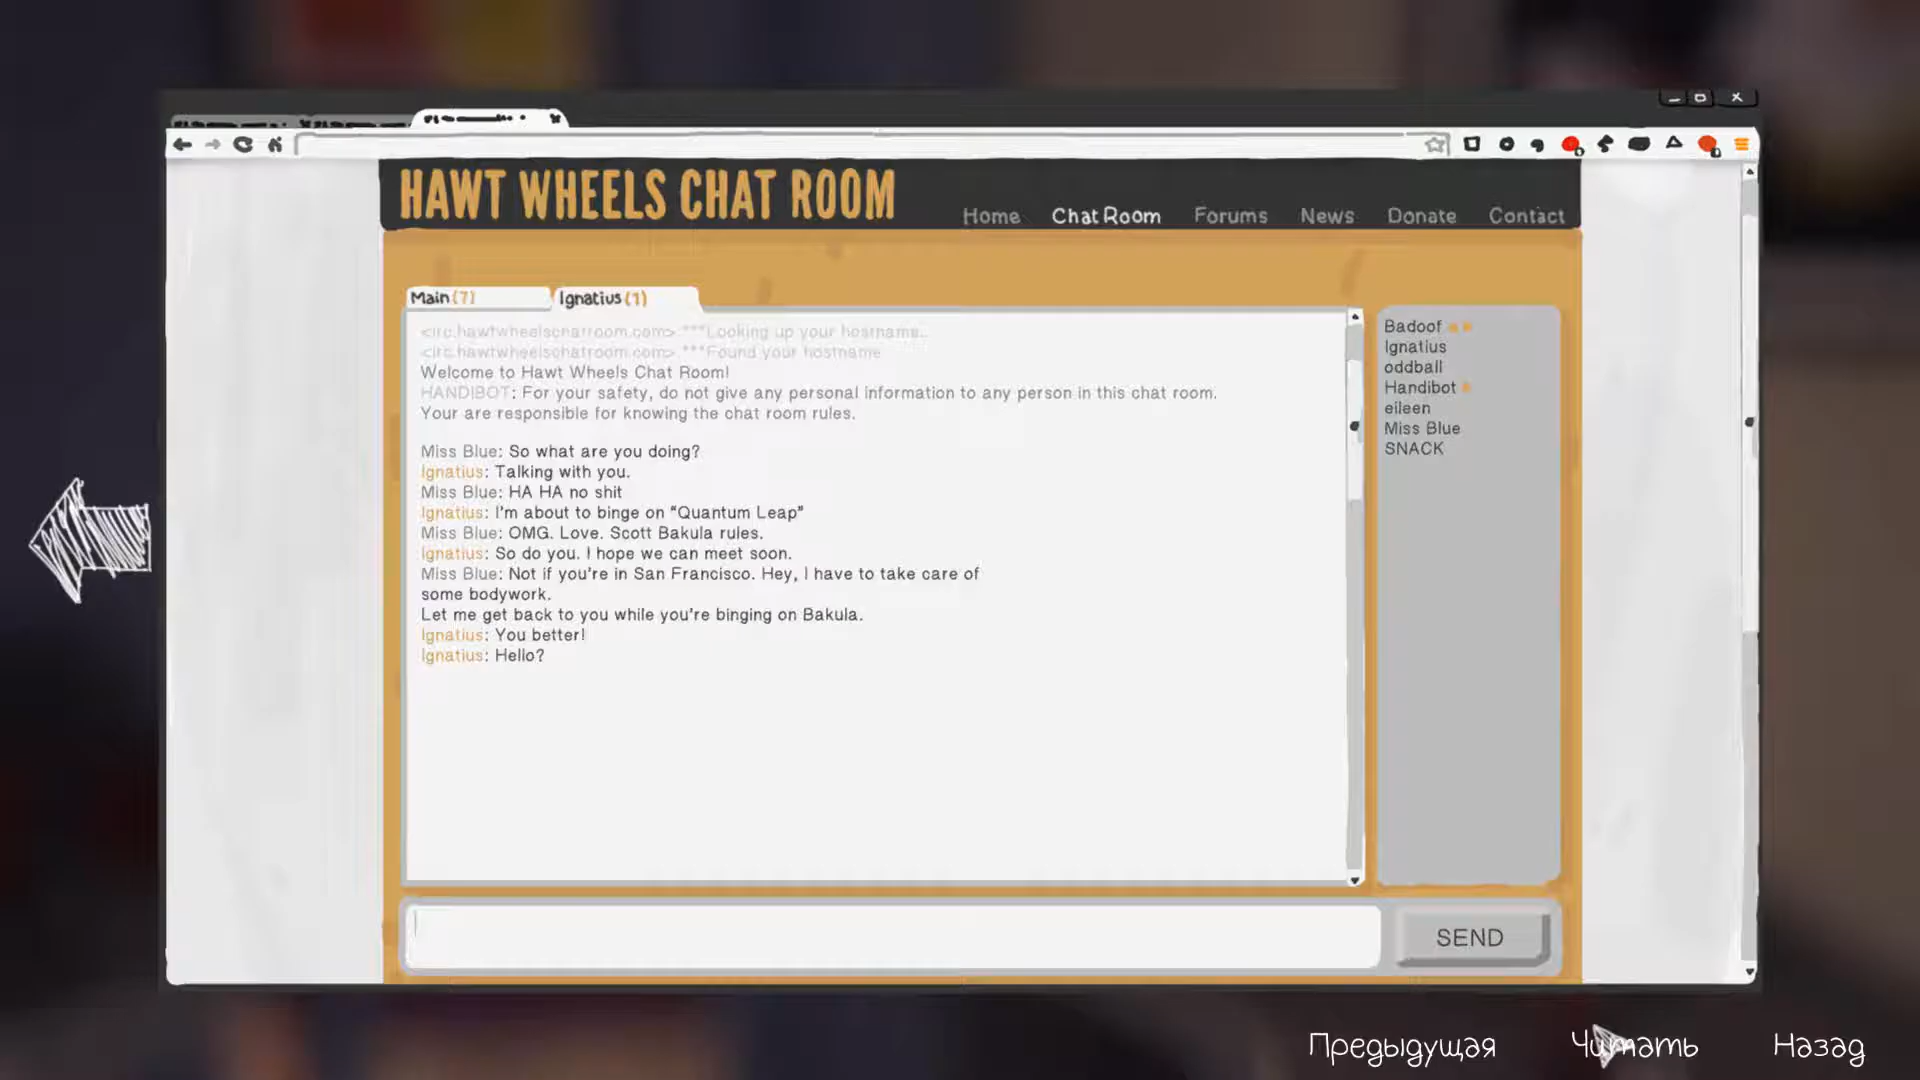 HAWT WHEELS CHAT ROOM
Home Chat Room Forums News Donate Contact
Main (7) Ignatius (1)
<irc.hawtwheelschatroom.com> ***Looking up your hostname..
<irc.hawtwheelschatroom.com> ***Found your hostname
Welcome to Hawt Wheels Chat Room!
HANDIBOT: For your safety, do not give any personal information to any person in this chat room.
Your are responsible for knowing the chat room rules.
Miss Blue: So what are you doing?
Ignatius: Talking with you.
Miss Blue: HA HA no shit
Ignatius: I'm about to binge on “Quantum Leap”
Miss Blue: OMG. Love. Scott Bakula rules.
Ignatius: So do you. I hope we can meet soon.
Miss Blue: Not if you're in San Francisco. Hey, I have to take care of
some bodywork.
Let me get back to you while you're binging on Bakula.
Ignatius: You better!
Ignatius: Hello?
Badoof
Ignatius
oddball
Handibot
eileen
Miss Blue
SNACK
SEND
Предыдущая Читать Назад